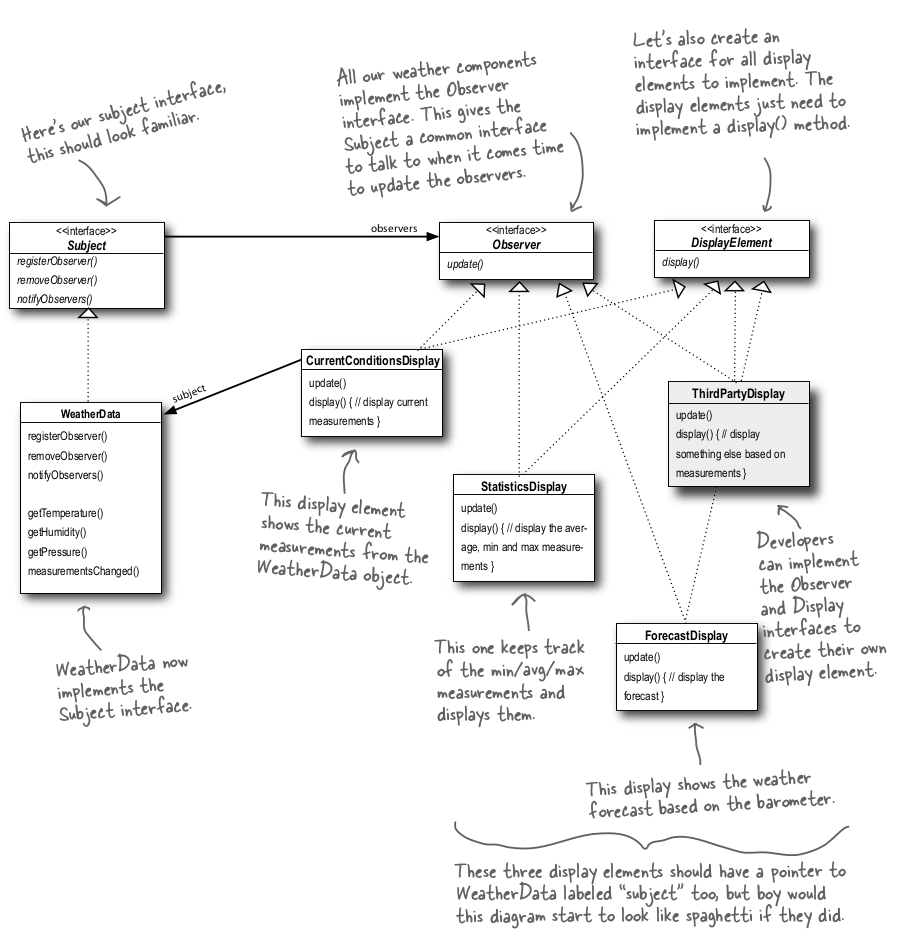 Here's our subject interface,
this should look familiar.
All our weather components
implement the Observer
interface. This gives the
Subject a common interface
to talk to when it comes time
to update the observers.
Let's also create an
interface for all display
elements to implement. The
display elements just need to
implement a display() method.
<<interface>>
Subject
registerObserver()
removeObserver()
notifyObservers()
observers
<<interface>>
Observer
update()
<<interface>>
DisplayElement
display()
subject
CurrentConditionsDisplay
update()
display() { // display current
measurements }
ThirdPartyDisplay
update()
display() { // display
something else based on
measurements }
WeatherData
registerObserver()
removeObserver()
notifyObservers()
getTemperature()
getHumidity()
getPressure()
measurementsChanged()
StatisticsDisplay
update()
display() { // display the aver-
age, min and max measure-
ments }
This display element
shows the current
measurements from the
WeatherData object.
Developers
can implement
the Observer
and Display
interfaces to
create their own
display element.
ForecastDisplay
update()
display() { // display the
forecast }
WeatherData now
implements the
Subject interface.
This one keeps track
of the min/avg/max
measurements and
displays them.
This display shows the weather
forecast based on the barometer.
These three display elements should have a pointer to
WeatherData labeled "subject" too, but boy would
this diagram start to look like spaghetti if they did.